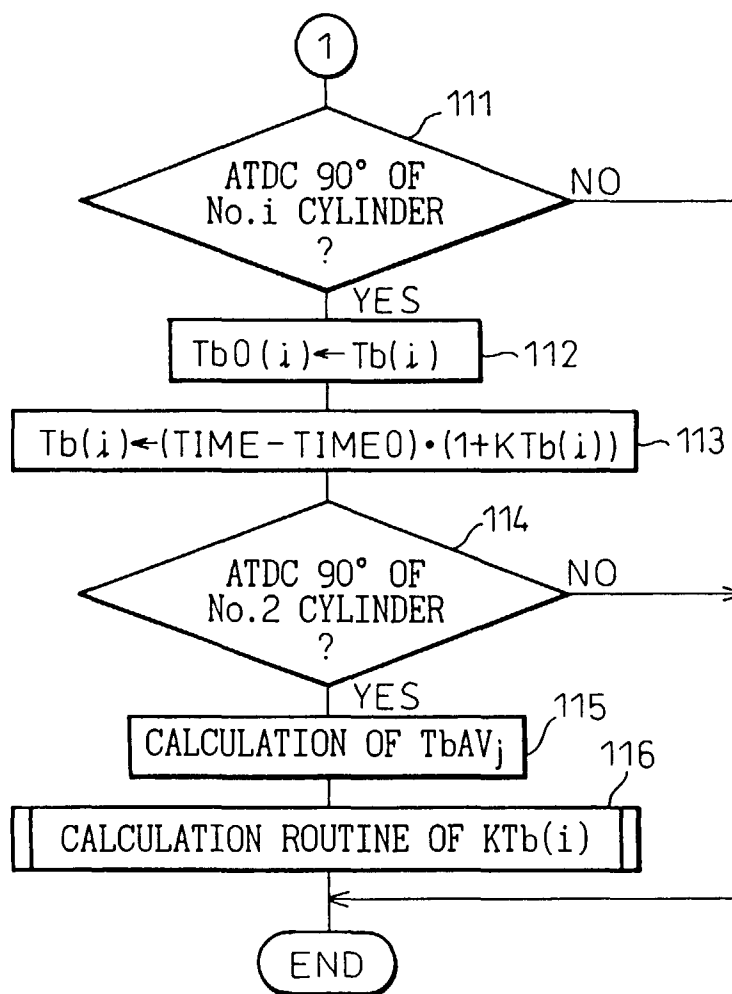 1
111
ATDC 90° OF
No.i CYLINDER
?
NO
YES
Tb0(i)←Tb(i)
112
Tb(i)←(TIME-TIME0)•(1+KTb(i))
113
114
ATDC 90° OF
No.2 CYLINDER
?
NO
YES
115
CALCULATION OF TbAVj
116
CALCULATION ROUTINE OF KTb(i)
END